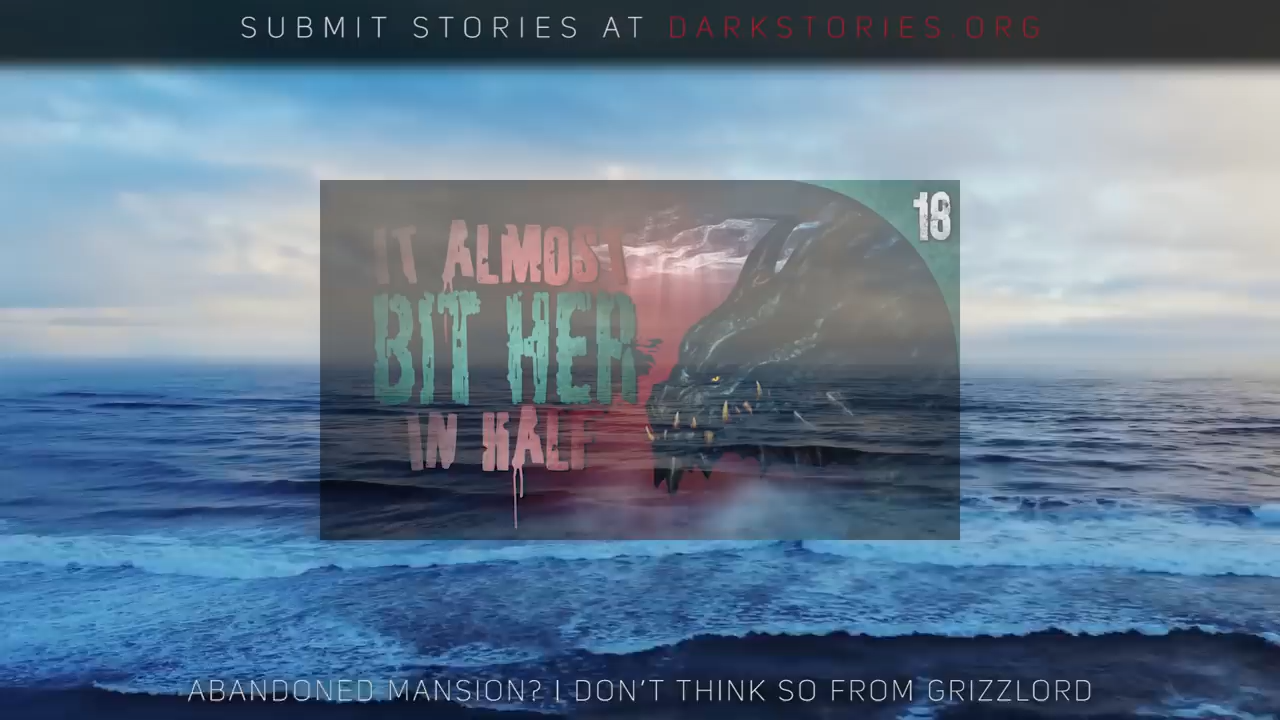 SUBMIT STORIES AT DARKSTORIES.ORG
18
IT ALMOST
BIT HER
IN HALF
ABANDONED MANSION? I DON'T THINK SO FROM GRIZZLORD